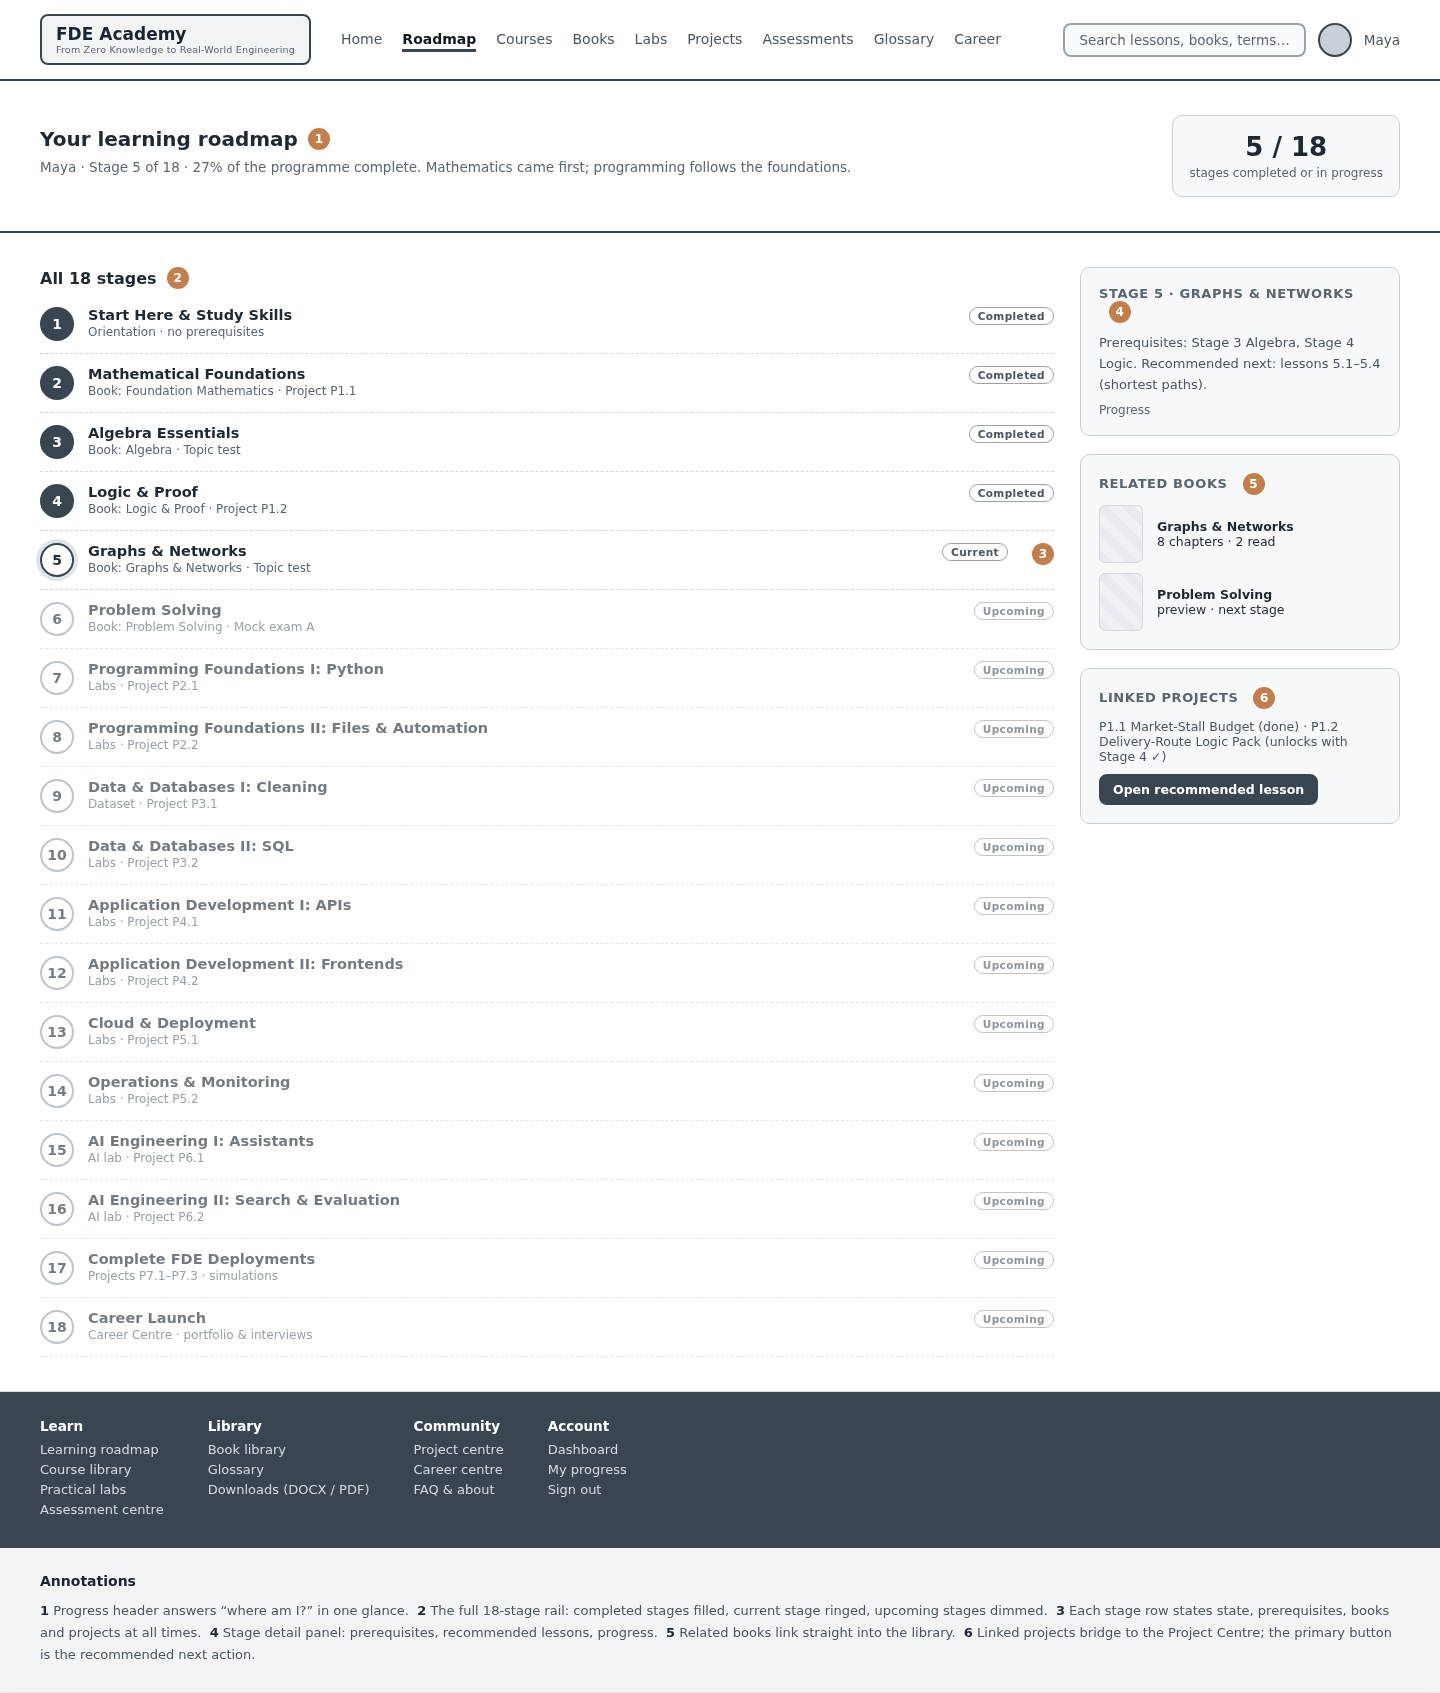 FDE Academy
From Zero Knowledge to Real-World Engineering
Home Roadmap Courses Books Labs Projects Assessments Glossary Career
Search lessons, books, terms…
Maya
Your learning roadmap 1
Maya · Stage 5 of 18 · 27% of the programme complete. Mathematics came first; programming follows the foundations.
5 / 18
stages completed or in progress
All 18 stages 2
1 Start Here & Study Skills Completed
Orientation · no prerequisites
2 Mathematical Foundations Completed
Book: Foundation Mathematics · Project P1.1
3 Algebra Essentials Completed
Book: Algebra · Topic test
4 Logic & Proof Completed
Book: Logic & Proof · Project P1.2
5 Graphs & Networks Current 3
Book: Graphs & Networks · Topic test
6 Problem Solving Upcoming
Book: Problem Solving · Mock exam A
7 Programming Foundations I: Python Upcoming
Labs · Project P2.1
8 Programming Foundations II: Files & Automation Upcoming
Labs · Project P2.2
9 Data & Databases I: Cleaning Upcoming
Dataset · Project P3.1
10 Data & Databases II: SQL Upcoming
Labs · Project P3.2
11 Application Development I: APIs Upcoming
Labs · Project P4.1
12 Application Development II: Frontends Upcoming
Labs · Project P4.2
13 Cloud & Deployment Upcoming
Labs · Project P5.1
14 Operations & Monitoring Upcoming
Labs · Project P5.2
15 AI Engineering I: Assistants Upcoming
AI lab · Project P6.1
16 AI Engineering II: Search & Evaluation Upcoming
AI lab · Project P6.2
17 Complete FDE Deployments Upcoming
Projects P7.1–P7.3 · simulations
18 Career Launch Upcoming
Career Centre · portfolio & interviews
STAGE 5 · GRAPHS & NETWORKS
4
Prerequisites: Stage 3 Algebra, Stage 4
Logic. Recommended next: lessons 5.1–5.4
(shortest paths).
Progress
RELATED BOOKS 5
Graphs & Networks
8 chapters · 2 read
Problem Solving
preview · next stage
LINKED PROJECTS 6
P1.1 Market-Stall Budget (done) · P1.2
Delivery-Route Logic Pack (unlocks with
Stage 4 ✓)
Open recommended lesson
Learn
Learning roadmap
Course library
Practical labs
Assessment centre
Library
Book library
Glossary
Downloads (DOCX / PDF)
Community
Project centre
Career centre
FAQ & about
Account
Dashboard
My progress
Sign out
Annotations
1 Progress header answers “where am I?” in one glance. 2 The full 18-stage rail: completed stages filled, current stage ringed, upcoming stages dimmed. 3 Each stage row states state, prerequisites, books
and projects at all times. 4 Stage detail panel: prerequisites, recommended lessons, progress. 5 Related books link straight into the library. 6 Linked projects bridge to the Project Centre; the primary button
is the recommended next action.